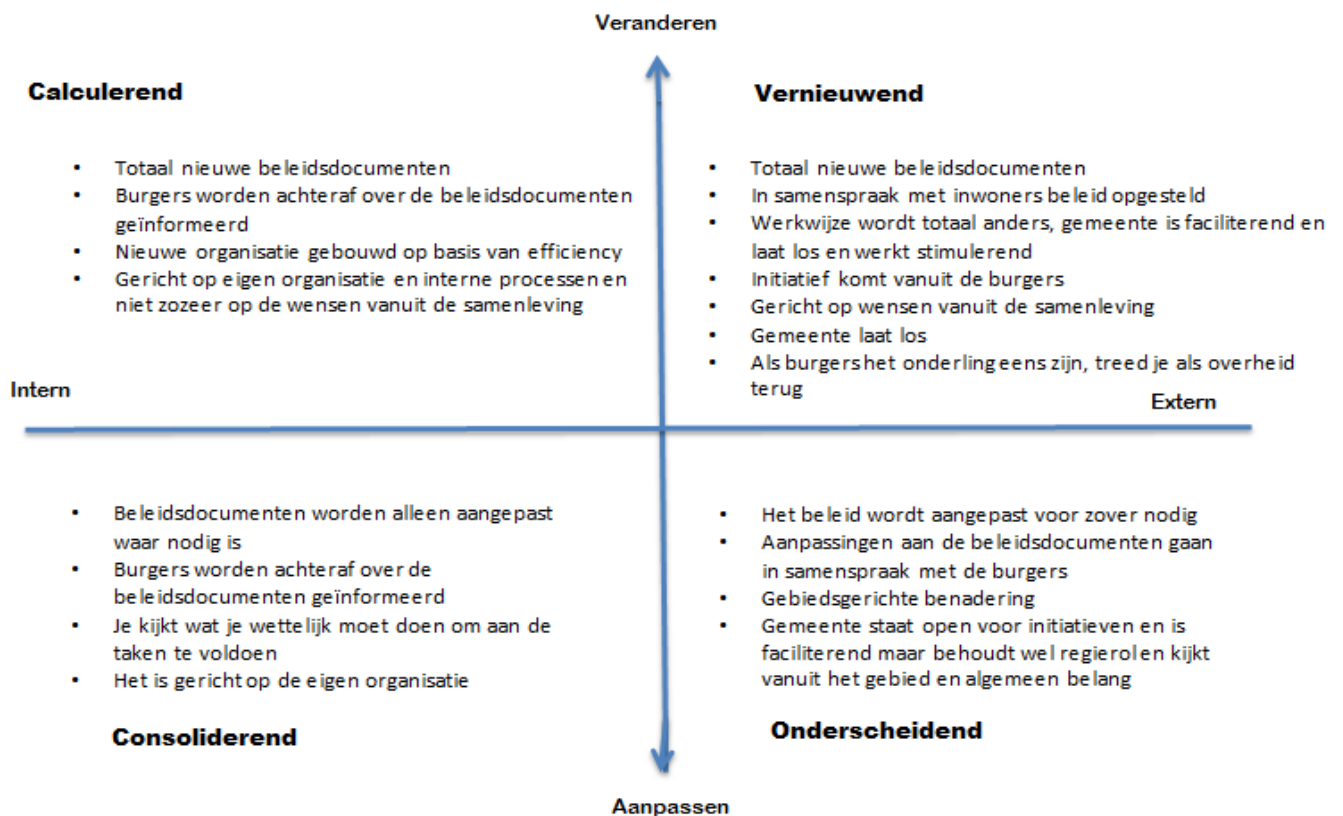 Veranderen
Calculerend
• Totaal nieuwe beleidsdocumenten
• Burgers worden achteraf over de beleidsdocumenten
geïnformeerd
• Nieuwe organisatie gebouwd op basis van efficiency
• Gericht op eigen organisatie en interne processen en
niet zozeer op de wensen vanuit de samenleving
Vernieuwend
• Totaal nieuwe beleidsdocumenten
• In samenspraak met inwoners beleid opgesteld
• Werkwijze wordt totaal anders, gemeente is faciliterend en
laat los en werkt stimulerend
• Initiatief komt vanuit de burgers
• Gericht op wensen vanuit de samenleving
• Gemeente laat los
• Als burgers het onderling eens zijn, treed je als overheid
terug
Intern
Extern
• Beleidsdocumenten worden alleen aangepast
waar nodig is
• Burgers worden achteraf over de
beleidsdocumenten geïnformeerd
• Je kijkt wat je wettelijk moet doen om aan de
taken te voldoen
• Het is gericht op de eigen organisatie
Consoliderend
• Het beleid wordt aangepast voor zover nodig
• Aanpassingen aan de beleidsdocumenten gaan
in samenspraak met de burgers
• Gebiedsgerichte benadering
• Gemeente staat open voor initiatieven en is
faciliterend maar behoudt wel regierol en kijkt
vanuit het gebied en algemeen belang
Onderscheidend
Aanpassen